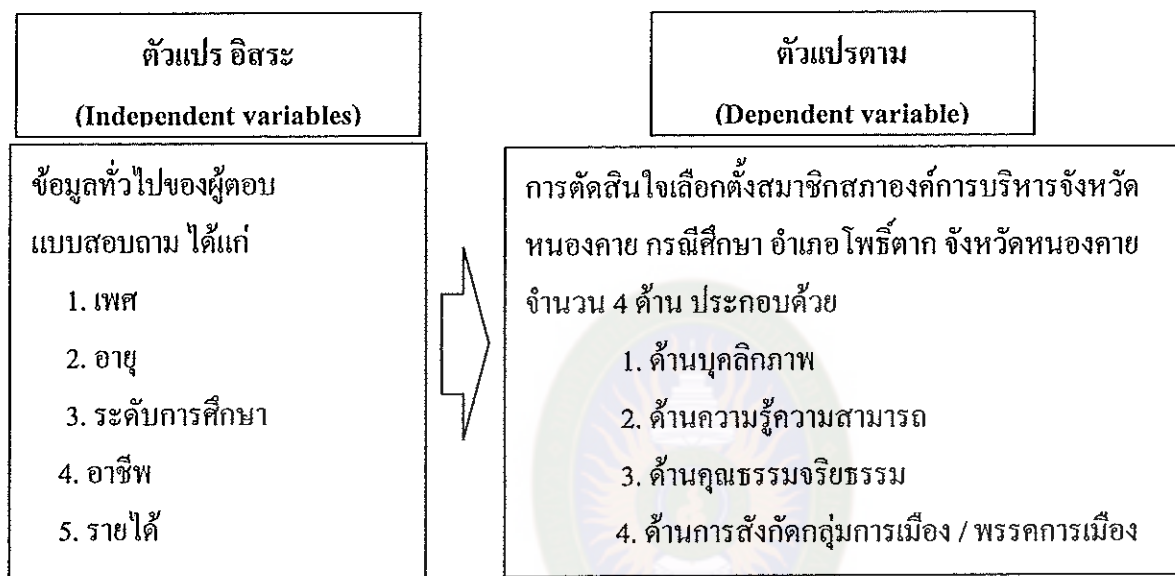 ตัวแปร อิสระ
(Independent variables)
ข้อมูลทั่วไปของผู้ตอบ
แบบสอบถาม ได้แก่
1. เพศ
2. อายุ
3. ระดับการศึกษา
4. อาชีพ
5. รายได้
ตัวแปรตาม
(Dependent variable)
การตัดสินใจเลือกตั้งสมาชิกสภาองค์การบริหารจังหวัด
หนองคาย กรณีศึกษา อำเภอโพธิ์ตาก จังหวัดหนองคาย
จำนวน 4 ด้าน ประกอบด้วย
1. ด้านบุคลิกภาพ
2. ด้านความรู้ความสามารถ
3. ด้านคุณธรรมจริยธรรม
4. ด้านการสังกัดกลุ่มการเมือง / พรรคการเมือง